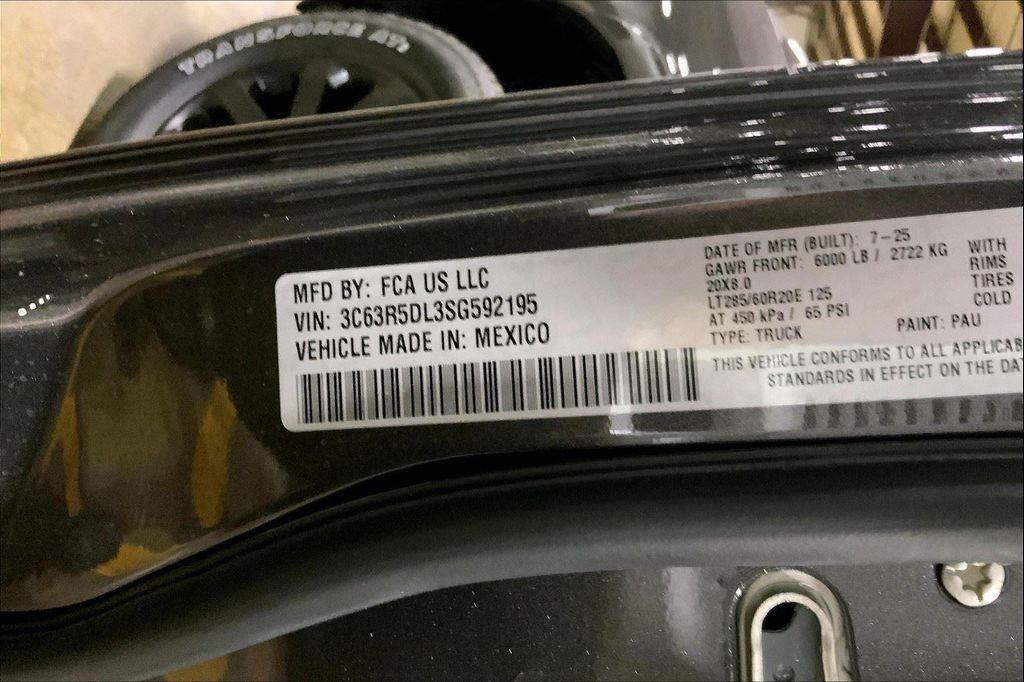 TRANSFORCE AT2
MFD BY: FCA US LLC
VIN: 3C63R5DL3SG592195
VEHICLE MADE IN: MEXICO
DATE OF MFR (BUILT): 7-25
GAWR FRONT: 6000 LB / 2722 KG WITH
20X8.0 RIMS
LT285/60R20E 125 TIRES
AT 450 kPa / 65 PSI COLD
TYPE: TRUCK PAINT: PAU
THIS VEHICLE CONFORMS TO ALL APPLICAB
STANDARDS IN EFFECT ON THE DA